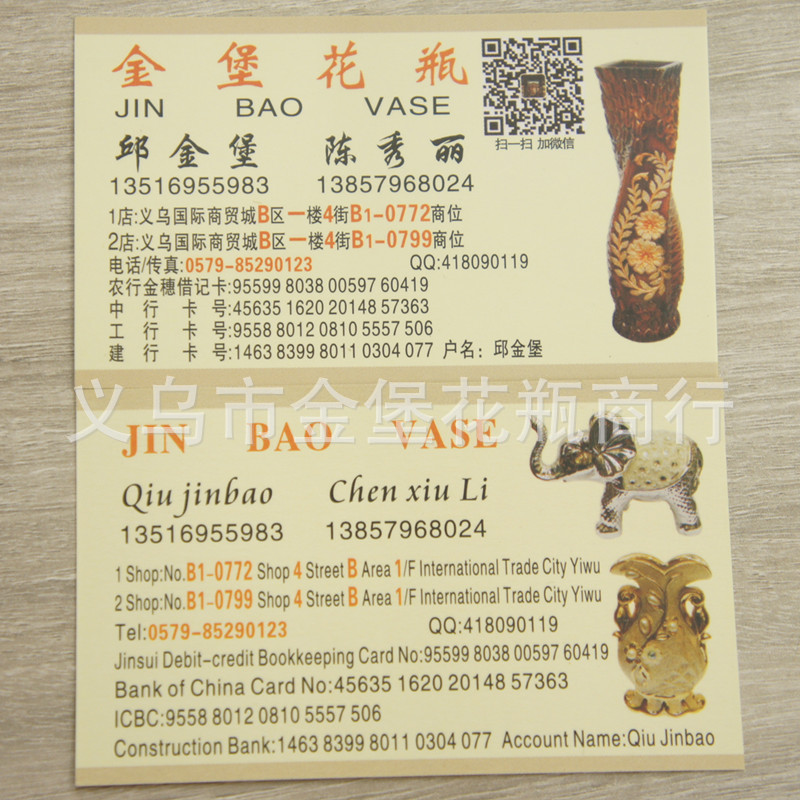 金堡花瓶
JIN BAO VASE
扫一扫 加微信
邱金堡 陈秀丽
13516955983 13857968024
1店:义乌国际商贸城B区一楼4街B1-0772商位
2店:义乌国际商贸城B区一楼4街B1-0799商位
电话/传真:0579-85290123 QQ:418090119
农行金穗借记卡:95599 8038 00597 60419
中行卡号:45635 1620 20148 57363
工行卡号:9558 8012 0810 5557 506
建行卡号:1463 8399 8011 0304 077 户名：邱金堡
义乌市金堡花瓶商行
JIN BAO VASE
Qiu jinbao Chen xiu Li
13516955983 13857968024
1 Shop:No.B1-0772 Shop 4 Street B Area 1/F International Trade City Yiwu
2 Shop:No.B1-0799 Shop 4 Street B Area 1/F International Trade City Yiwu
Tel:0579-85290123 QQ:418090119
Jinsui Debit-credit Bookkeeping Card No:95599 8038 00597 60419
Bank of China Card No:45635 1620 20148 57363
ICBC:9558 8012 0810 5557 506
Construction Bank:1463 8399 8011 0304 077 Account Name:Qiu Jinbao